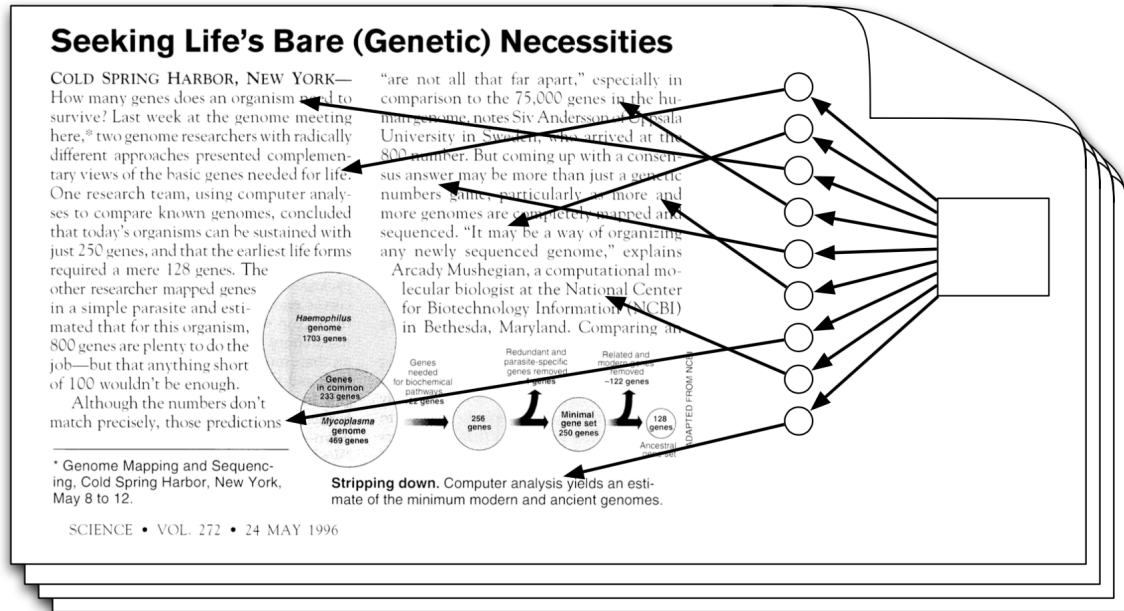 Seeking Life's Bare (Genetic) Necessities
COLD SPRING HARBOR, NEW YORK—
How many genes does an organism need to
survive? Last week at the genome meeting
here,* two genome researchers with radically
different approaches presented complemen-
tary views of the basic genes needed for life.
One research team, using computer analy-
ses to compare known genomes, concluded
that today's organisms can be sustained with
just 250 genes, and that the earliest life forms
required a mere 128 genes. The
other researcher mapped genes
in a simple parasite and esti-
mated that for this organism,
800 genes are plenty to do the
job—but that anything short
of 100 wouldn't be enough.
Although the numbers don't
match precisely, those predictions
* Genome Mapping and Sequenc-
ing, Cold Spring Harbor, New York,
May 8 to 12.
"are not all that far apart," especially in
comparison to the 75,000 genes in the hu-
man genome, notes Siv Andersson of Uppsala
University in Sweden, who arrived at the
800 number. But coming up with a consen-
sus answer may be more than just a genetic
numbers game, particularly as more and
more genomes are completely mapped and
sequenced. "It may be a way of organizing
any newly sequenced genome," explains
Arcady Mushegian, a computational mo-
lecular biologist at the National Center
for Biotechnology Information (NCBI)
in Bethesda, Maryland. Comparing an
Haemophilus
genome
1703 genes
Genes
in common
233 genes
Mycoplasma
genome
469 genes
Genes
needed
for biochemical
pathways
22 genes
256
genes
Redundant and
parasite-specific
genes removed
genes
Minimal
gene set
250 genes
Related and
modern genes
removed
–122 genes
128
genes
Ancestral
gene set
ADAPTED FROM NCBI
Stripping down. Computer analysis yields an esti-
mate of the minimum modern and ancient genomes.
SCIENCE • VOL. 272 • 24 MAY 1996